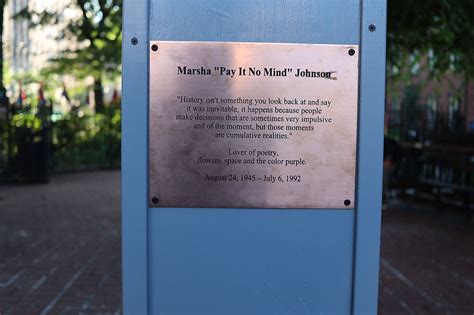 Marsha "Pay It No Mind" Johnson
"History isn't something you look back at and say
it was inevitable, it happens because people
make decisions that are sometimes very impulsive
and of the moment, but those moments
are cumulative realities."
Lover of poetry,
flowers, space and the color purple.
August 24, 1945 – July 6, 1992